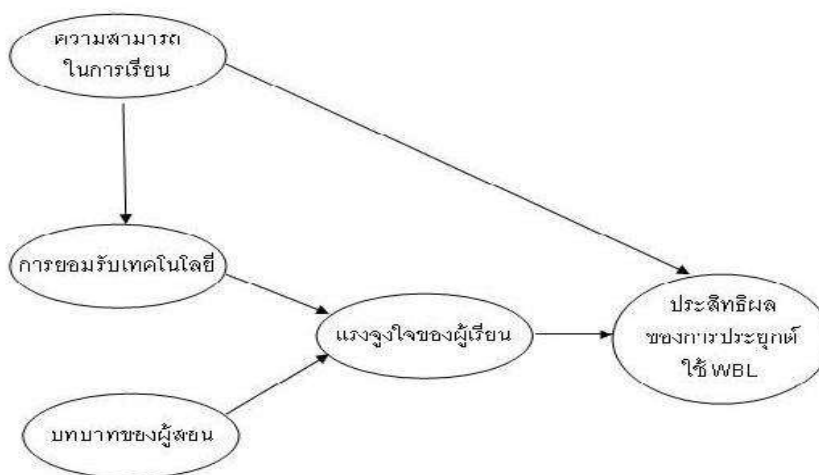 ความสามารถ
ในการเรียน
การยอมรับเทคโนโลยี
แรงจูงใจของผู้เรียน
ประสิทธิผล
ของการประยุกต์
ใช้ WBL
บทบาทของผู้สอน